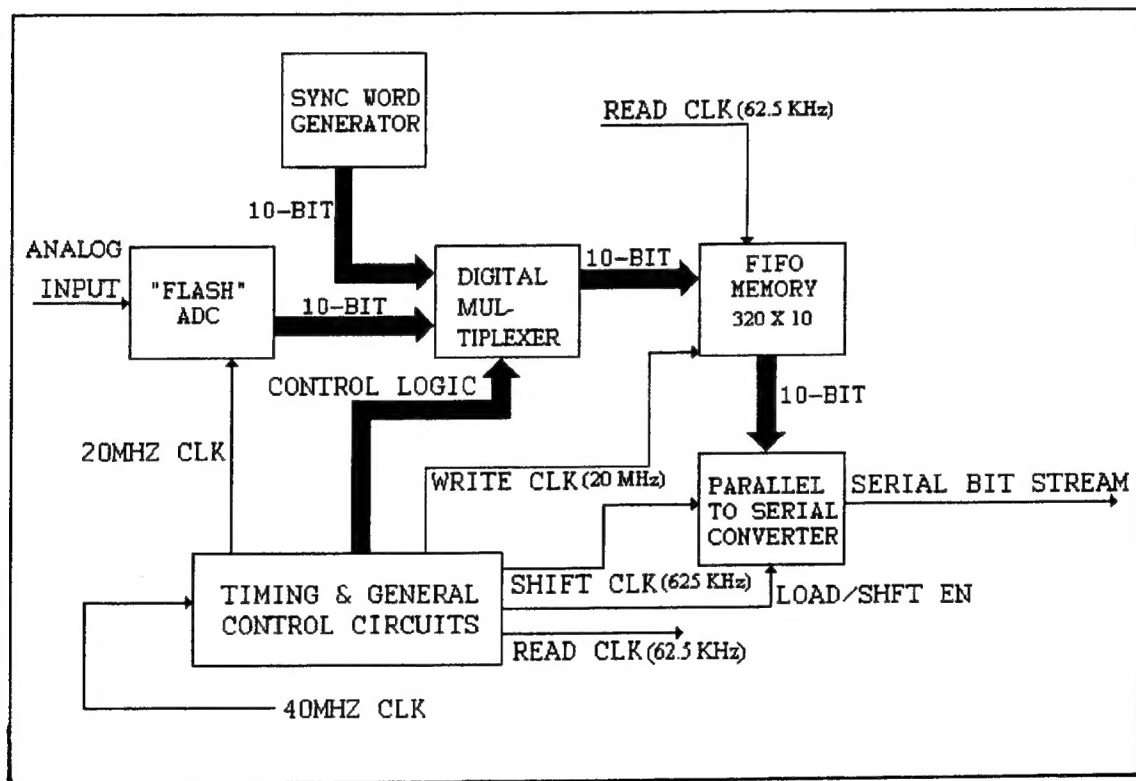 SYNC WORD
GENERATOR
READ CLK (62.5 KHz)
10-BIT
ANALOG
INPUT
"FLASH"
ADC
10-BIT
DIGITAL
MUL-
TIPLEXER
10-BIT
FIFO
MEMORY
320 X 10
CONTROL LOGIC
10-BIT
20MHZ CLK
WRITE CLK (20 MHz)
PARALLEL
TO SERIAL
CONVERTER
SERIAL BIT STREAM
TIMING & GENERAL
CONTROL CIRCUITS
SHIFT CLK (625 KHz)
LOAD/SHFT EN
READ CLK (62.5 KHz)
40MHZ CLK